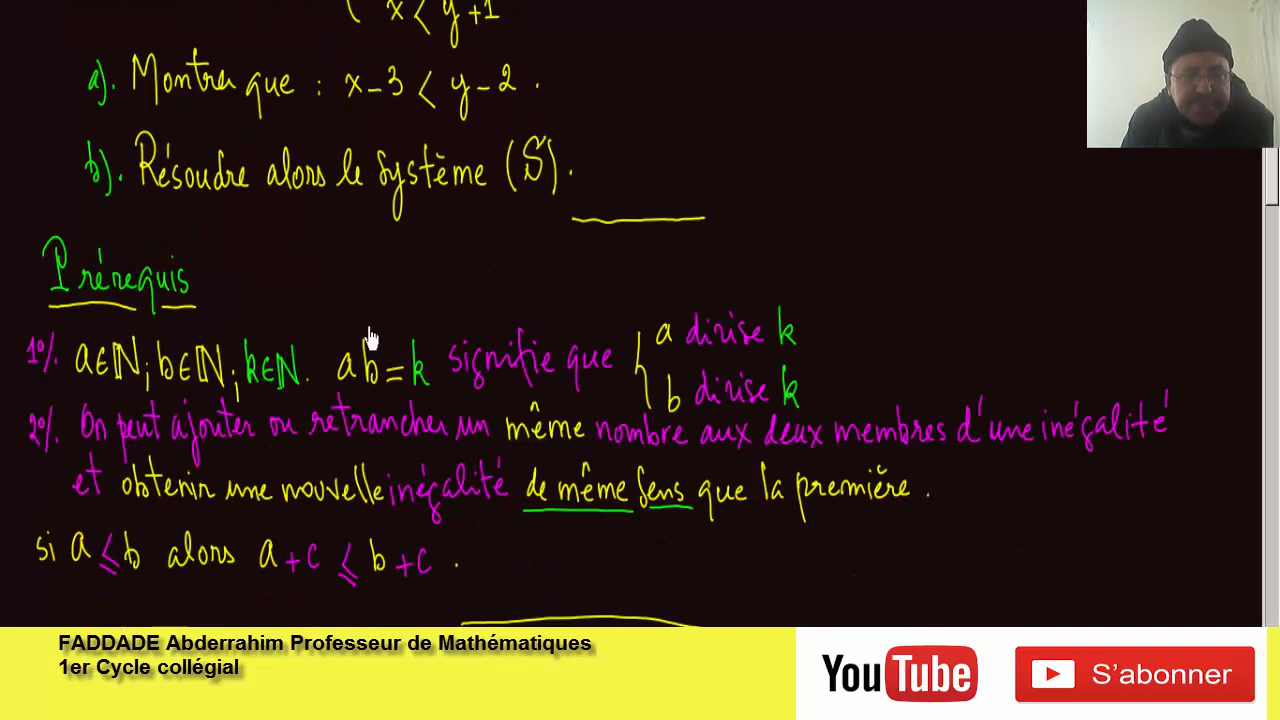 x < y+1
a). Montrer que : x-3 < y-2 .
b). Résoudre alors le système (S).
Prérequis
1°/. a∈ℕ ; b∈ℕ ; k∈ℕ . ab = k signifie que { a divise k
b divise k
2°/. On peut ajouter ou retrancher un même nombre aux deux membres d'une inégalité
et obtenir une nouvelle inégalité de même sens que la première .
si a ⩽ b alors a+c ⩽ b+c .
FADDADE Abderrahim Professeur de Mathématiques
1er Cycle collégial
YouTube
S'abonner